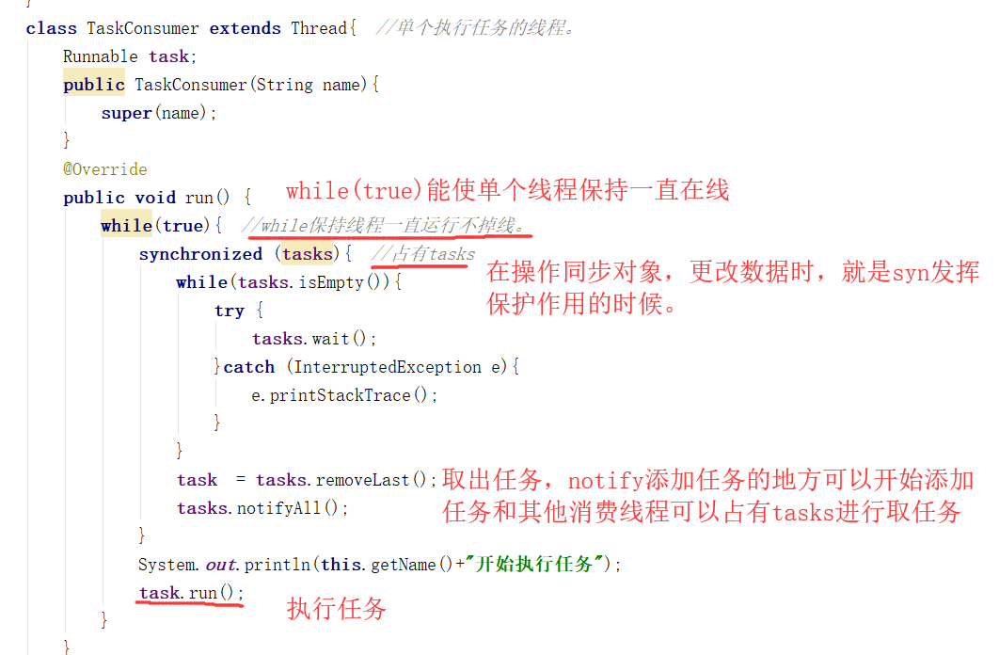 }
class TaskConsumer extends Thread{  //单个执行任务的线程。
Runnable task;
public TaskConsumer(String name){
super(name);
}
@Override
public void run() {
while(true)能使单个线程保持一直在线
while(true){  //while保持线程一直运行不掉线。
synchronized (tasks){  //占有tasks
在操作同步对象，更改数据时，就是syn发挥
保护作用的时候。
while(tasks.isEmpty()){
try {
tasks.wait();
}catch (InterruptedException e){
e.printStackTrace();
}
}
task  = tasks.removeLast();
取出任务，notify添加任务的地方可以开始添加
任务和其他消费线程可以占有tasks进行取任务
tasks.notifyAll();
}
System.out.println(this.getName()+"开始执行任务");
task.run();
执行任务
}
}